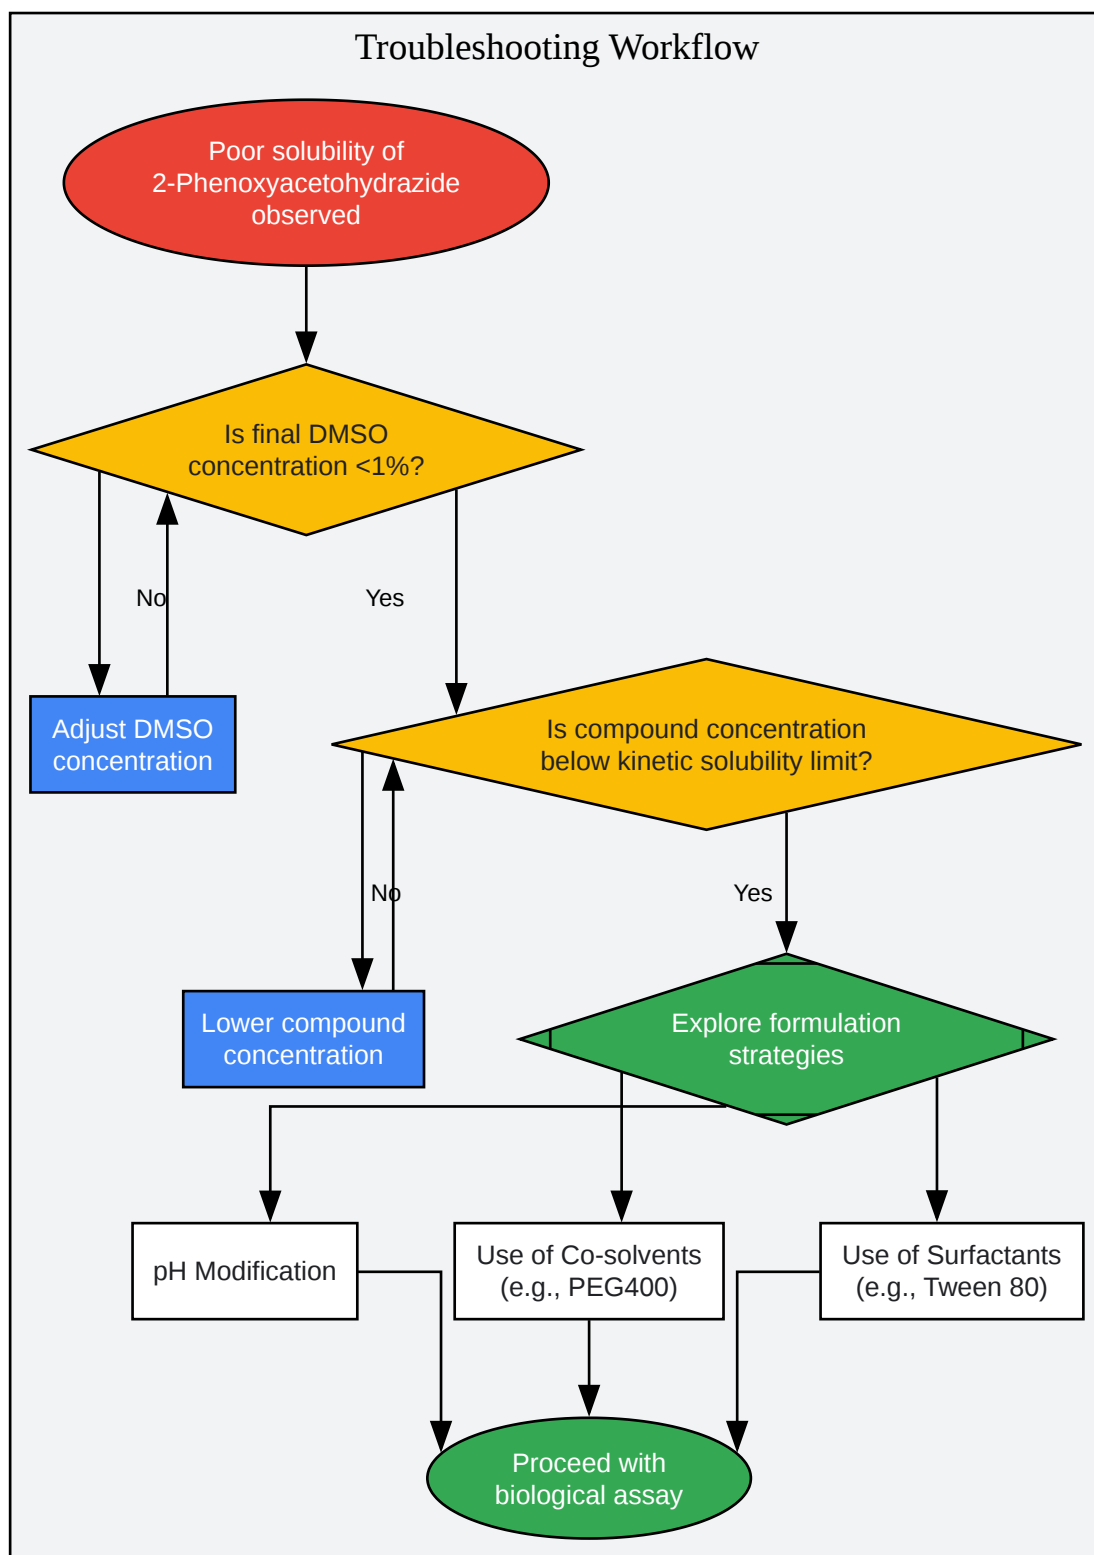 Troubleshooting Workflow
Poor solubility of
2-Phenoxyacetohydrazide
observed
Is final DMSO
concentration <1%?
No
Yes
Adjust DMSO
concentration
Is compound concentration
below kinetic solubility limit?
No
Yes
Lower compound
concentration
Explore formulation
strategies
pH Modification
Use of Co-solvents
(e.g., PEG400)
Use of Surfactants
(e.g., Tween 80)
Proceed with
biological assay